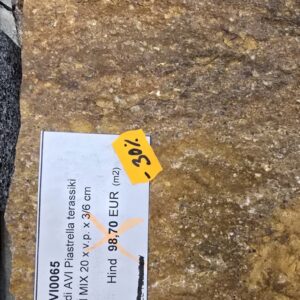 VI0065
di AVI Piastrella terassiki
MIX 20 x v.p. x 3/6 cm
Hind 98,70 EUR (m2)
-30%